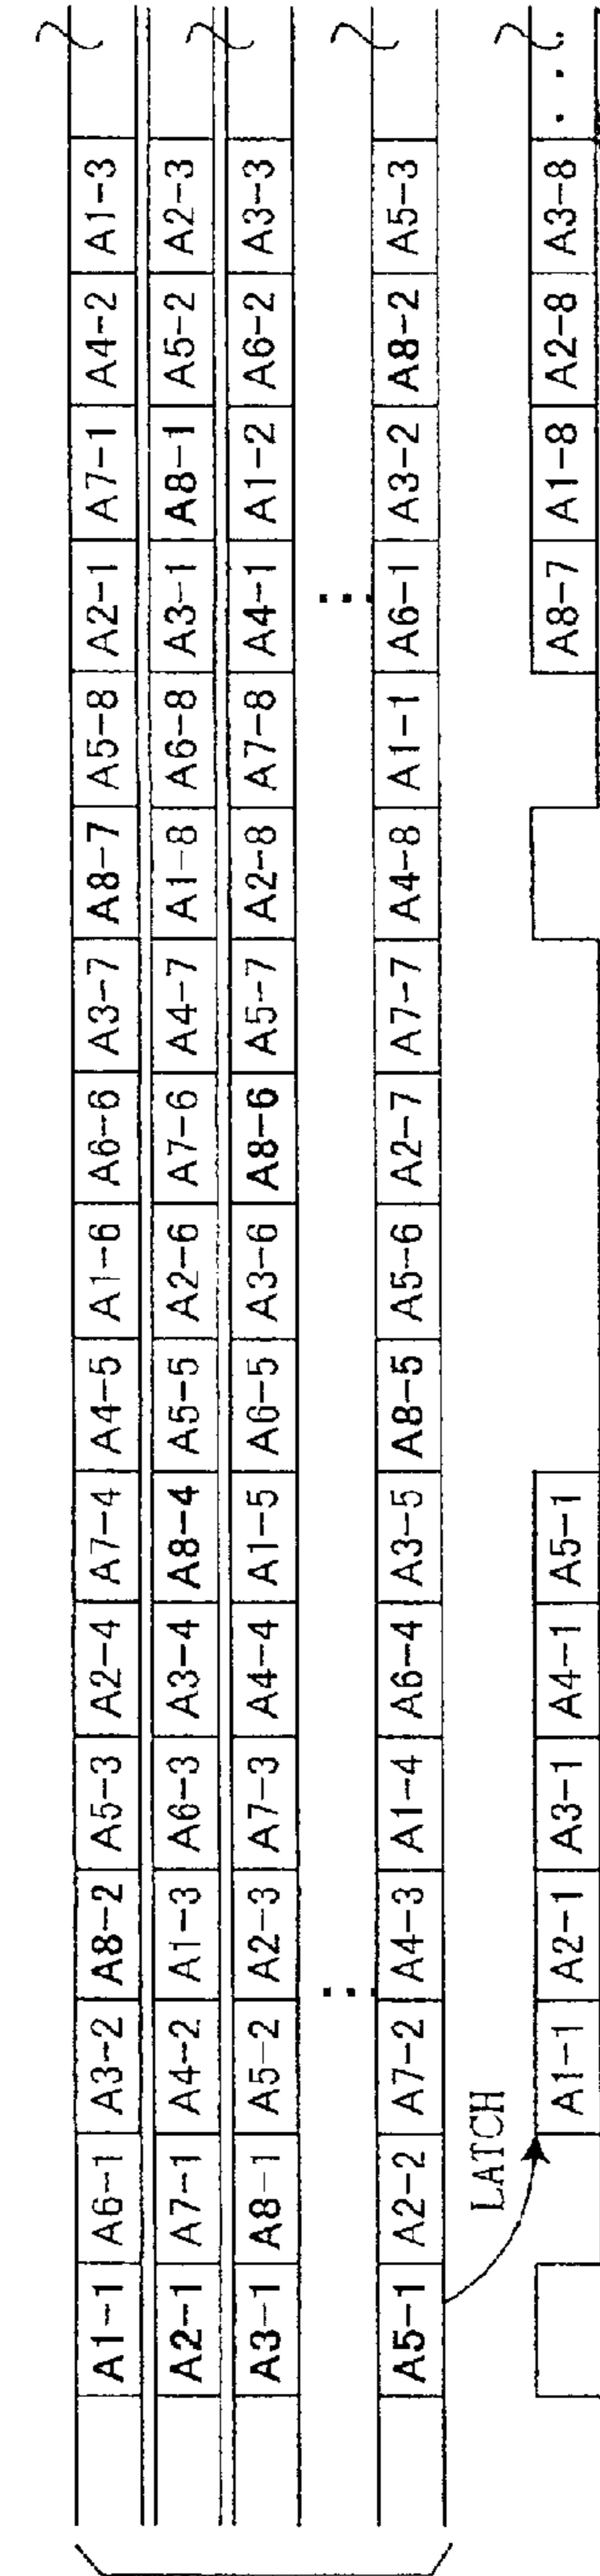 A1-1 A6-1 A3-2 A8-2 A5-3 A2-4 A7-4 A4-5 A1-6 A6-6 A3-7 A8-7 A5-8 A2-1 A7-1 A4-2 A1-3
A2-1 A7-1 A4-2 A1-3 A6-3 A3-4 A8-4 A5-5 A2-6 A7-6 A4-7 A1-8 A6-8 A3-1 A8-1 A5-2 A2-3
A3-1 A8-1 A5-2 A2-3 A7-3 A4-4 A1-5 A6-5 A3-6 A8-6 A5-7 A2-8 A7-8 A4-1 A1-2 A6-2 A3-3
... ...
A5-1 A2-2 A7-2 A4-3 A1-4 A6-4 A3-5 A8-5 A5-6 A2-7 A7-7 A4-8 A1-1 A6-1 A3-2 A8-2 A5-3
LATCH
A1-1 A2-1 A3-1 A4-1 A5-1 A8-7 A1-8 A2-8 A3-8 ...